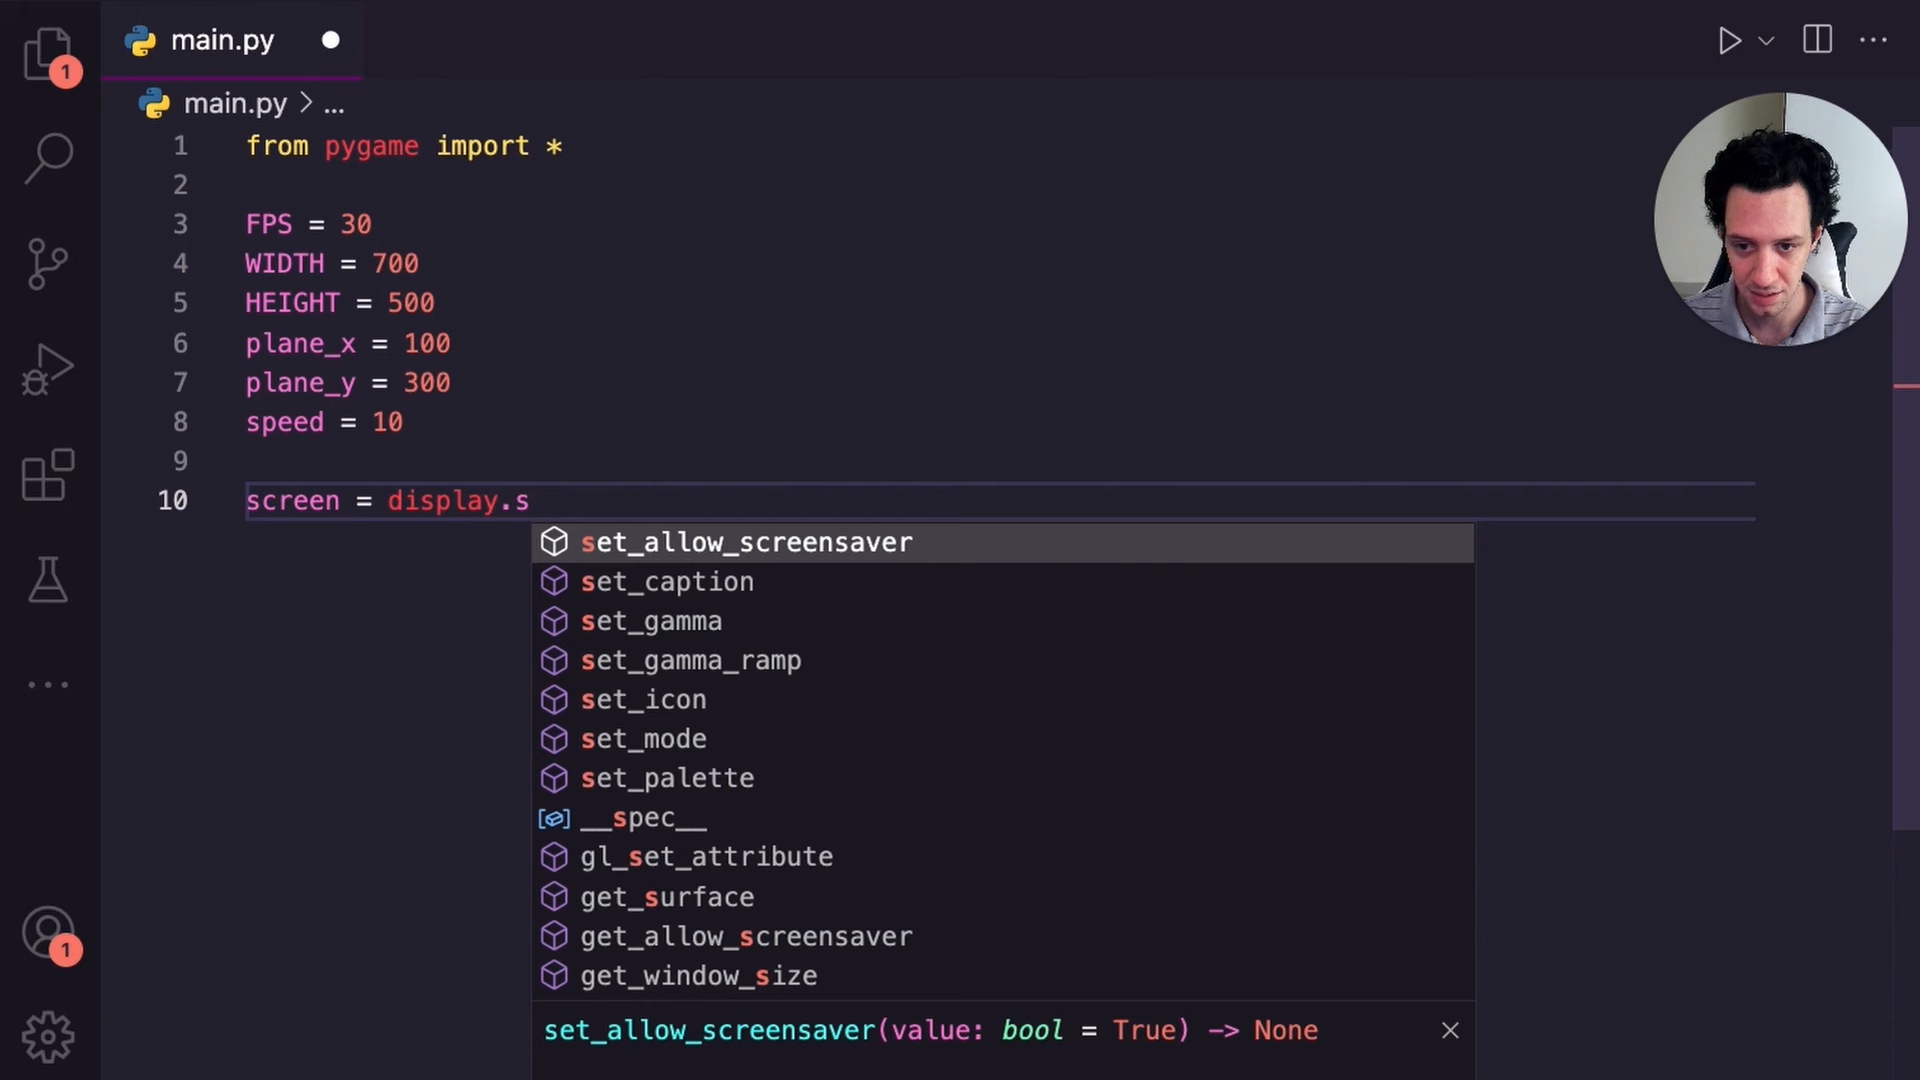 main.py
main.py > ...
1 from pygame import *
2
3 FPS = 30
4 WIDTH = 700
5 HEIGHT = 500
6 plane_x = 100
7 plane_y = 300
8 speed = 10
9
10 screen = display.s
set_allow_screensaver
set_caption
set_gamma
set_gamma_ramp
set_icon
set_mode
set_palette
__spec__
gl_set_attribute
get_surface
get_allow_screensaver
get_window_size
set_allow_screensaver(value: bool = True) -> None
1
1